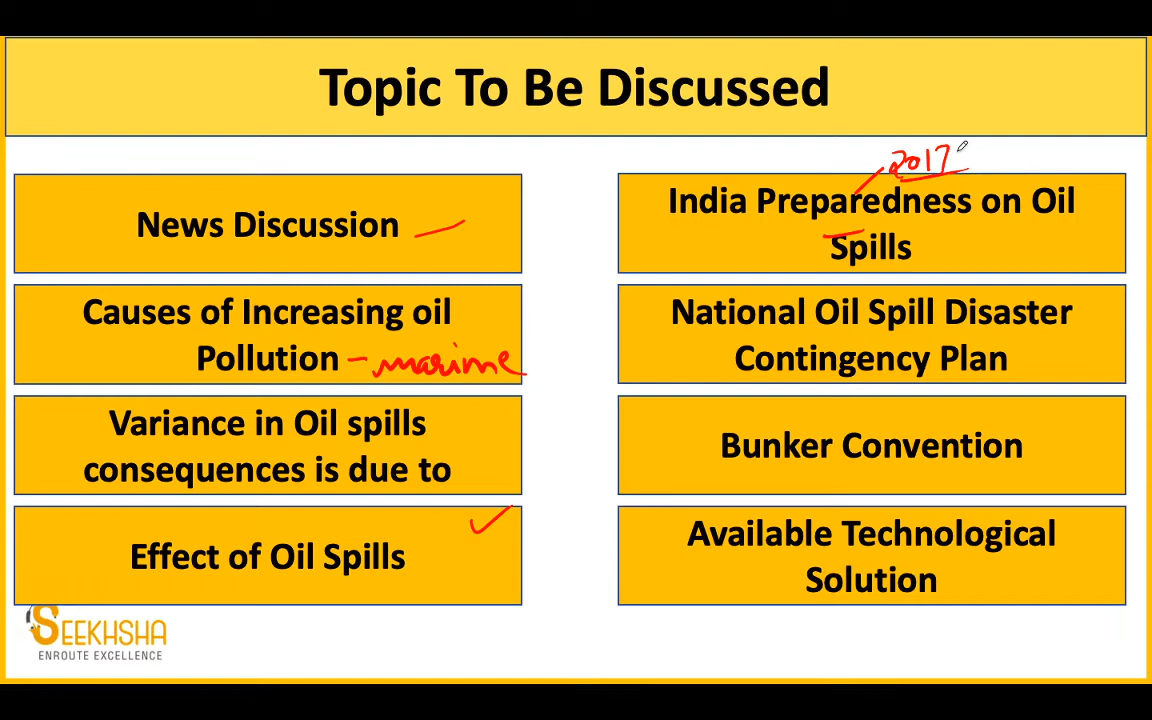 Topic To Be Discussed
News Discussion
Causes of Increasing oil
Pollution - marine
Variance in Oil spills
consequences is due to
Effect of Oil Spills
2017
India Preparedness on Oil
Spills
National Oil Spill Disaster
Contingency Plan
Bunker Convention
Available Technological
Solution
SEEKHSHA
ENROUTE EXCELLENCE